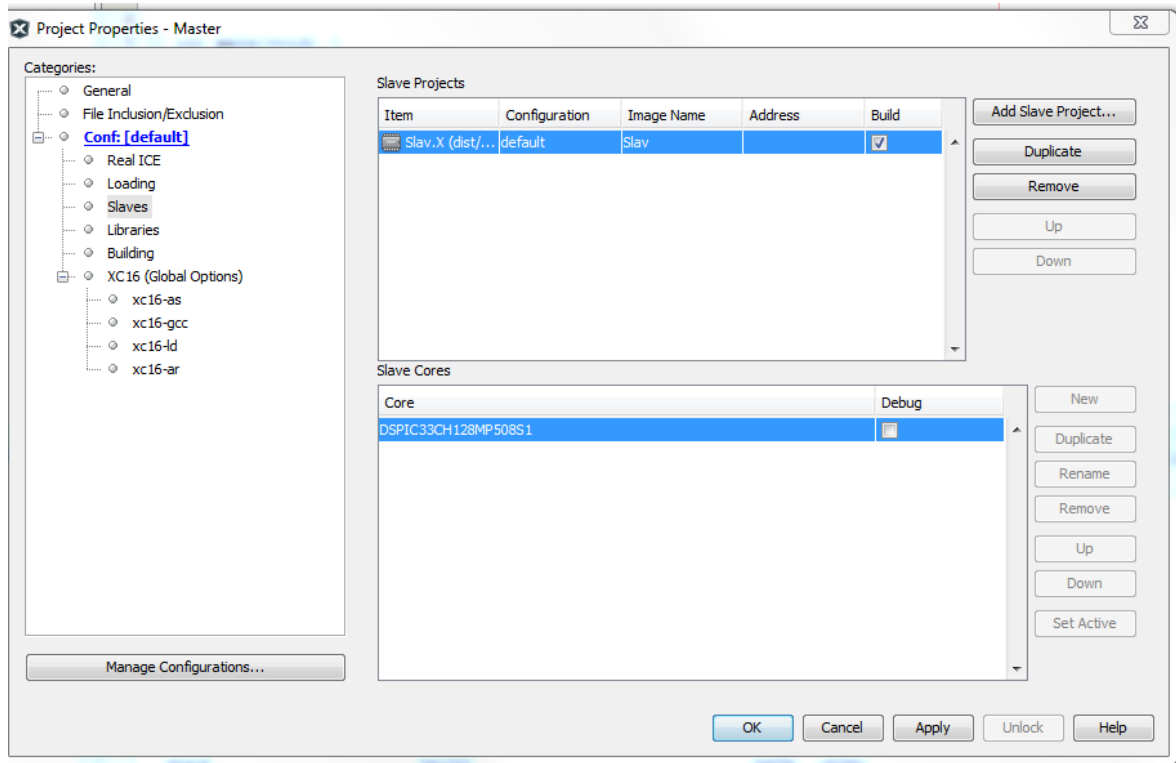 Project Properties - Master
Categories:
General
File Inclusion/Exclusion
Conf: [default]
Real ICE
Loading
Slaves
Libraries
Building
XC16 (Global Options)
xc16-as
xc16-gcc
xc16-ld
xc16-ar
Manage Configurations...
Slave Projects
Item Configuration Image Name Address Build
Slav.X (dist/... default Slav
Add Slave Project...
Duplicate
Remove
Up
Down
Slave Cores
Core Debug
DSPIC33CH128MP508S1
New
Duplicate
Rename
Remove
Up
Down
Set Active
OK Cancel Apply Unlock Help